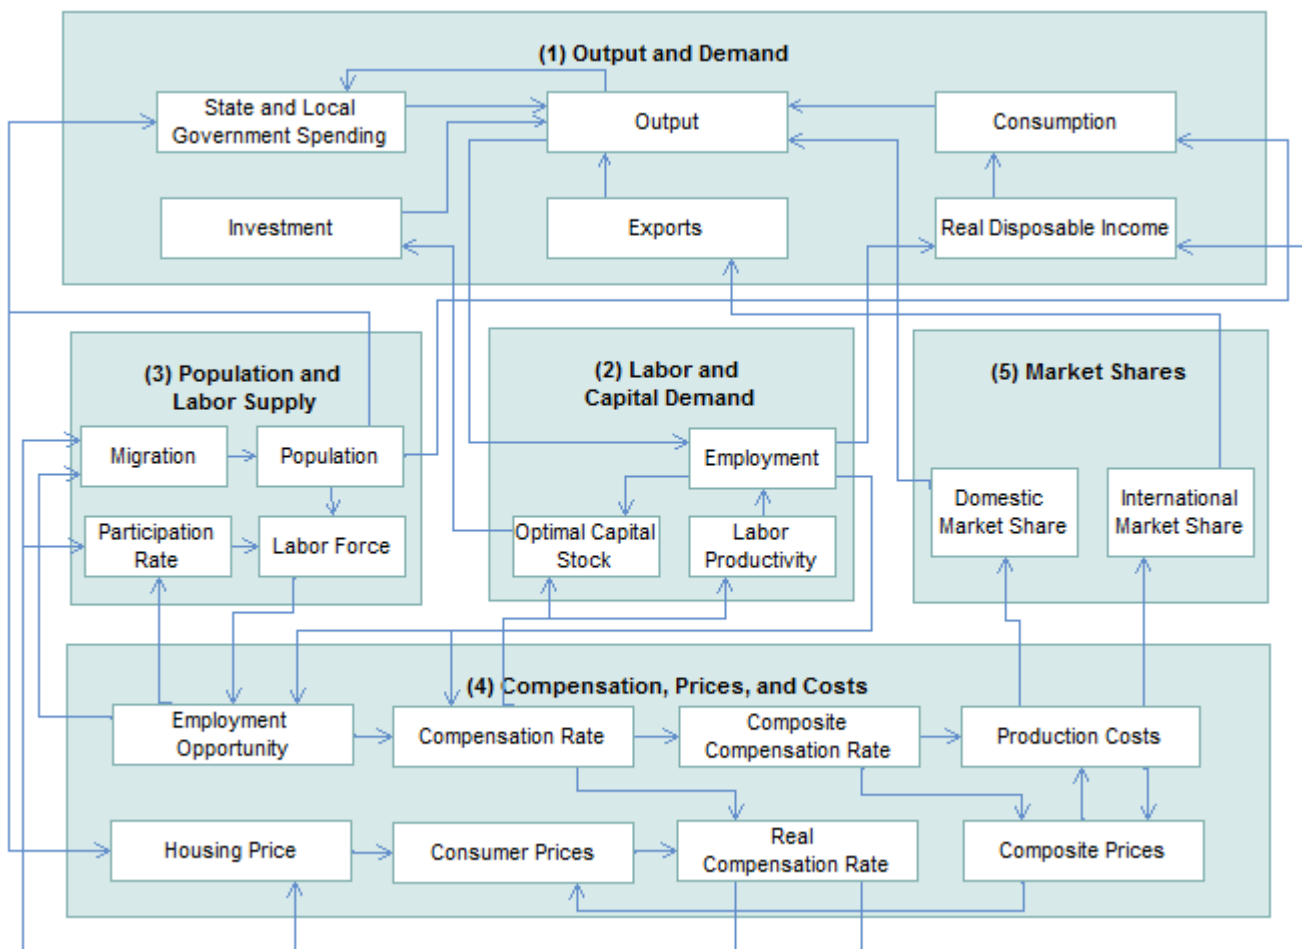 (1) Output and Demand
State and Local
Government Spending
Output
Consumption
Investment
Exports
Real Disposable Income
(3) Population and
Labor Supply
Migration
Population
Participation
Rate
Labor Force
(2) Labor and
Capital Demand
Employment
Optimal Capital
Stock
Labor
Productivity
(5) Market Shares
Domestic
Market Share
International
Market Share
(4) Compensation, Prices, and Costs
Employment
Opportunity
Compensation Rate
Composite
Compensation Rate
Production Costs
Housing Price
Consumer Prices
Real
Compensation Rate
Composite Prices